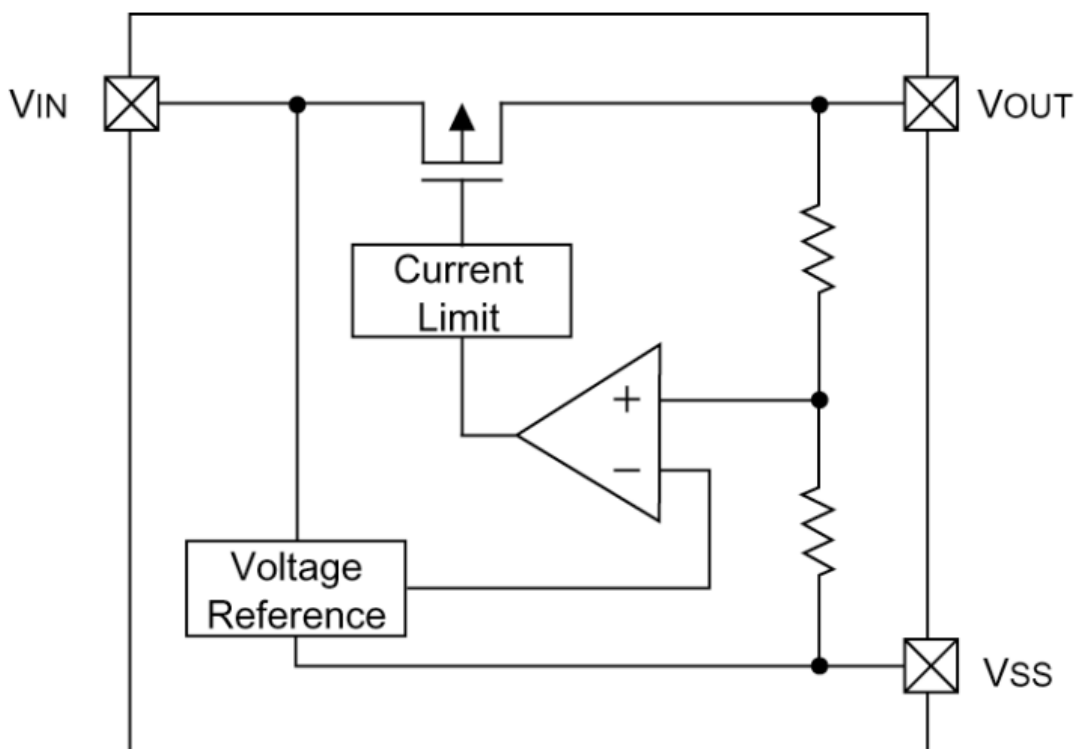 VIN
VOUT
Current
Limit
+
−
Voltage
Reference
VSS